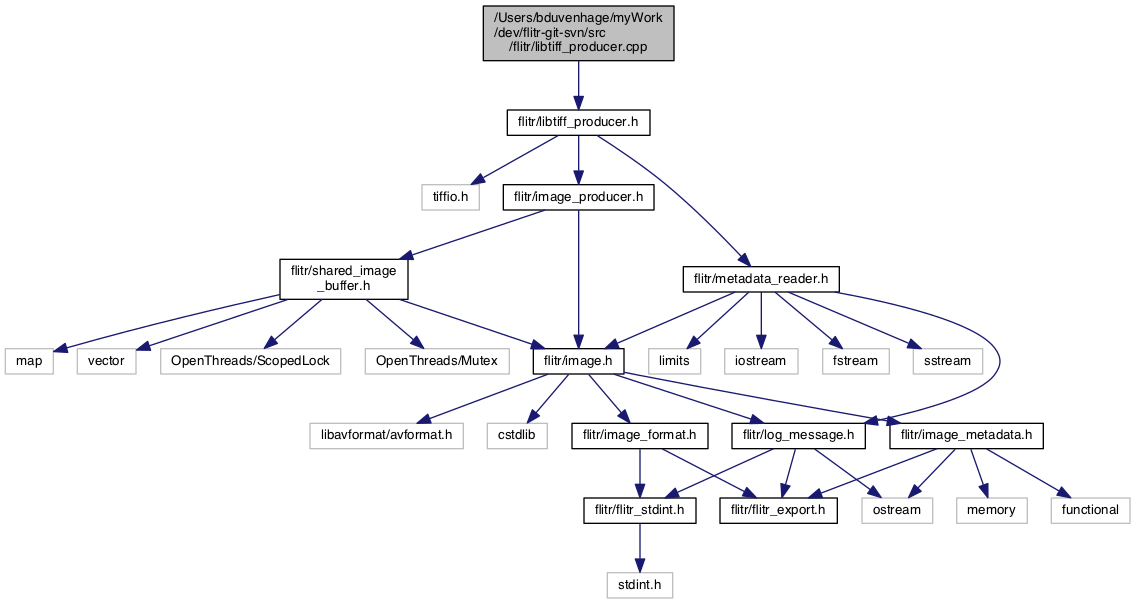 /Users/bduvenhage/myWork
/dev/flitr-git-svn/src
/flitr/libtiff_producer.cpp
flitr/libtiff_producer.h
tiffio.h
flitr/image_producer.h
flitr/shared_image
_buffer.h
flitr/metadata_reader.h
map
vector
OpenThreads/ScopedLock
OpenThreads/Mutex
flitr/image.h
limits
iostream
fstream
sstream
libavformat/avformat.h
cstdlib
flitr/image_format.h
flitr/log_message.h
flitr/image_metadata.h
flitr/flitr_stdint.h
flitr/flitr_export.h
ostream
memory
functional
stdint.h